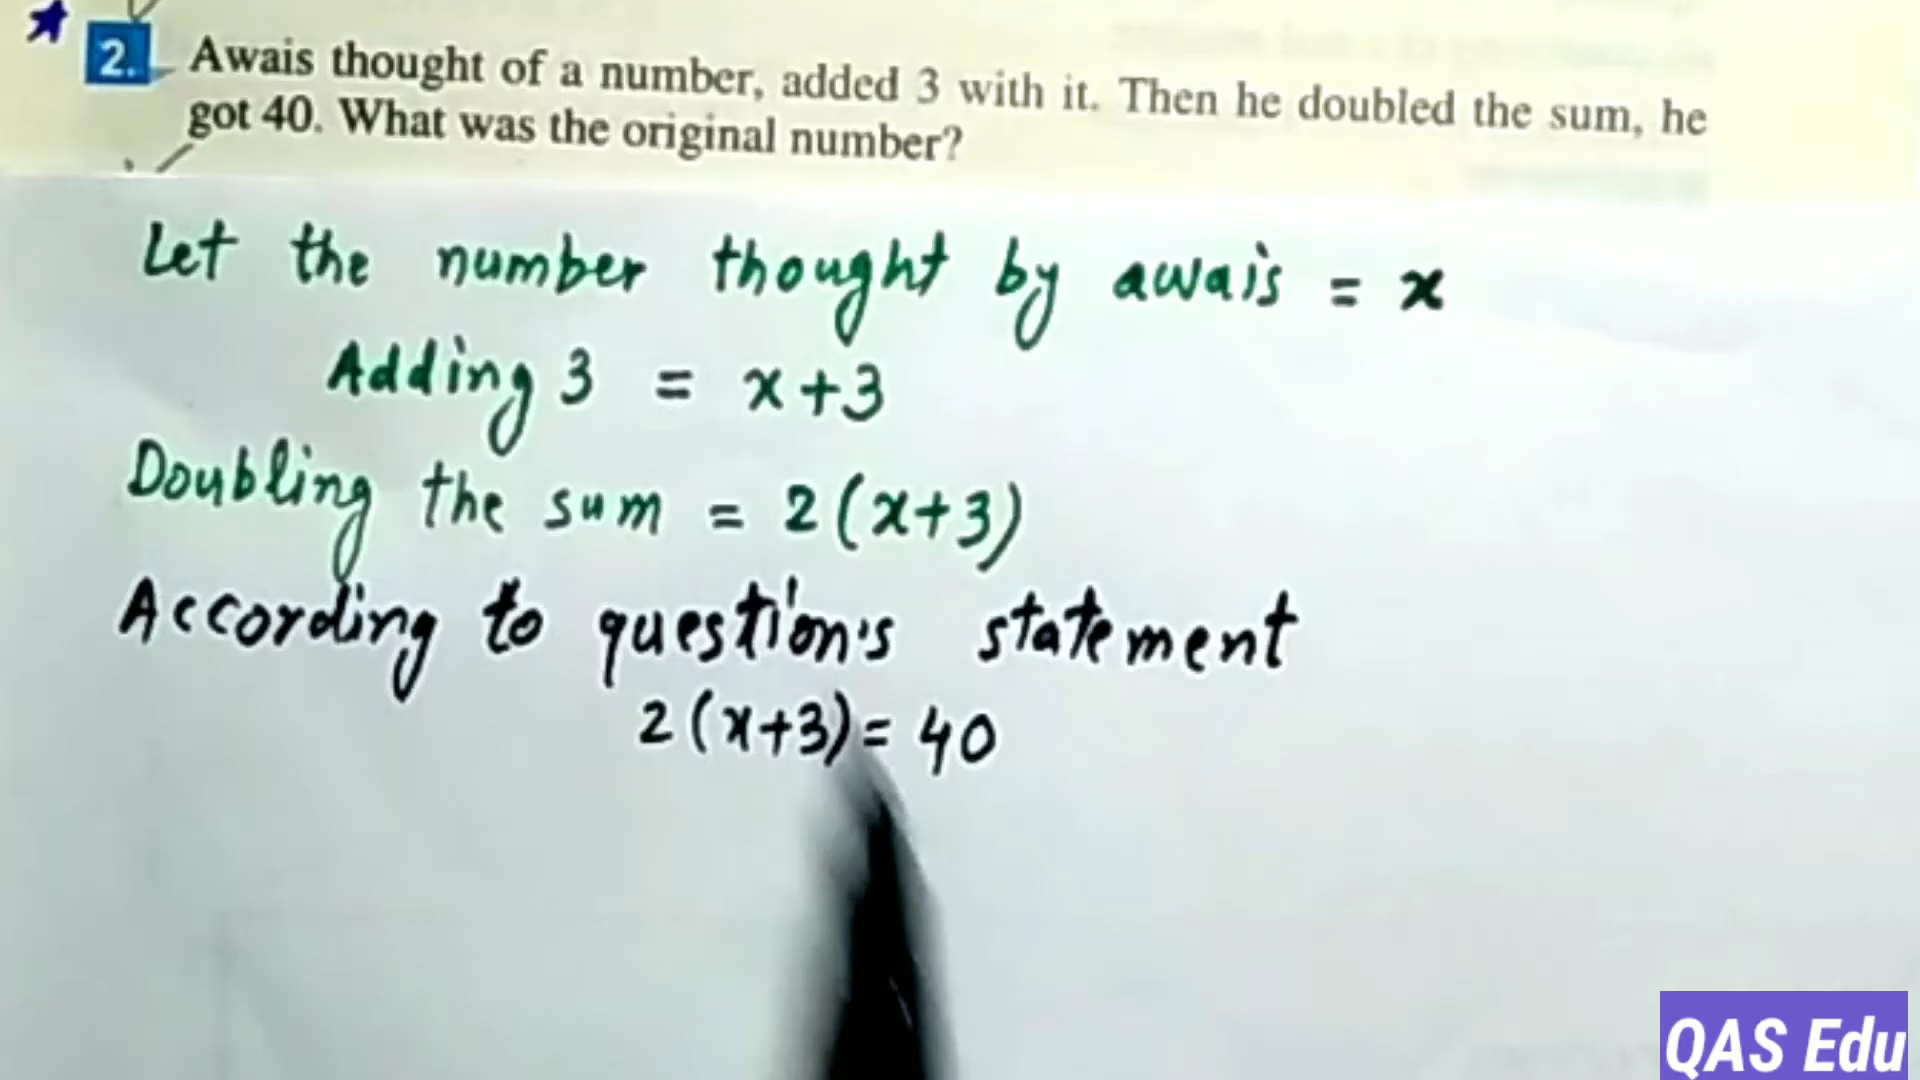 2. Awais thought of a number, added 3 with it. Then he doubled the sum, he
got 40. What was the original number?
Let the number thought by awais = x
Adding 3 = x+3
Doubling the sum = 2(x+3)
According to question's statement
2(x+3)= 40
QAS Edu